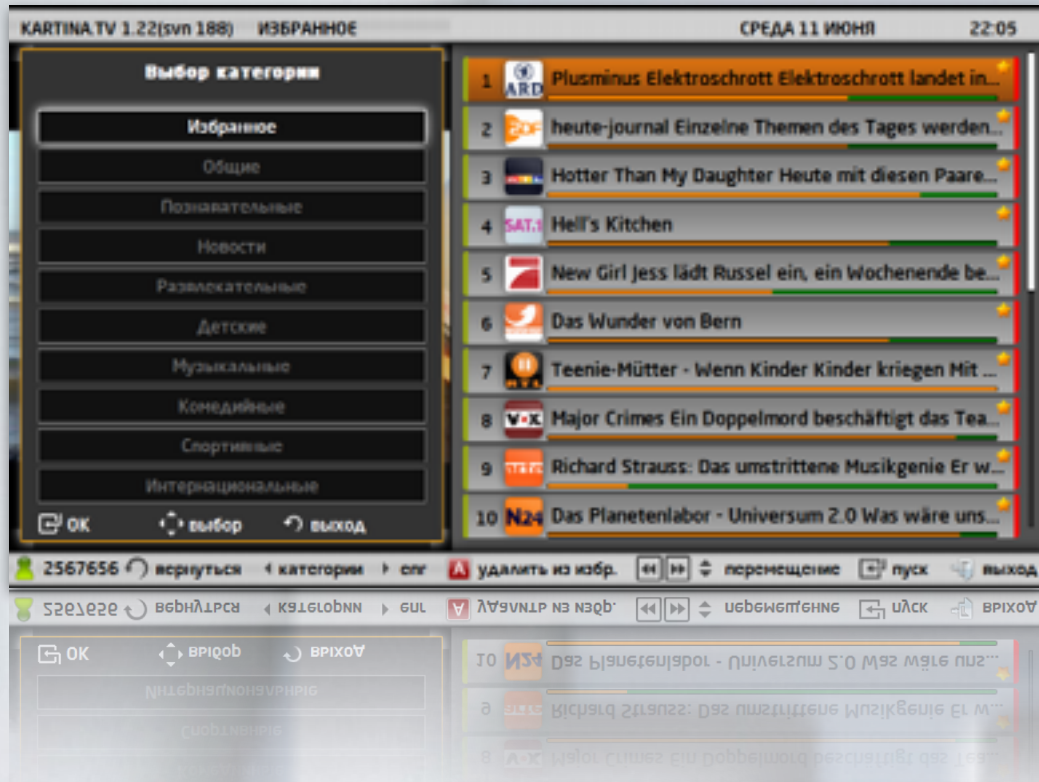 KARTINA.TV 1.22(svn 188) ИЗБРАННОЕ СРЕДА 11 ИЮНЯ 22:05
Выбор категории
Избранное
Общие
Познавательные
Новости
Развлекательные
Детские
Музыкальные
Комедийные
Спортивные
Интернациональные
OK выбор выход
1 ARD Plusminus Elektroschrott Elektroschrott landet in...
2 ZDF heute-journal Einzelne Themen des Tages werden...
3 Hotter Than My Daughter Heute mit diesen Paare...
4 SAT.1 Hell's Kitchen
5 New Girl Jess lädt Russel ein, ein Wochenende be...
6 Das Wunder von Bern
7 RTL Teenie-Mütter - Wenn Kinder Kinder kriegen Mit ...
8 VOX Major Crimes Ein Doppelmord beschäftigt das Tea...
9 arte Richard Strauss: Das umstrittene Musikgenie Er w...
10 N24 Das Planetenlabor - Universum 2.0 Was wäre uns...
2567656 вернуться категории епг A удалить из избр. перемещение пуск выход